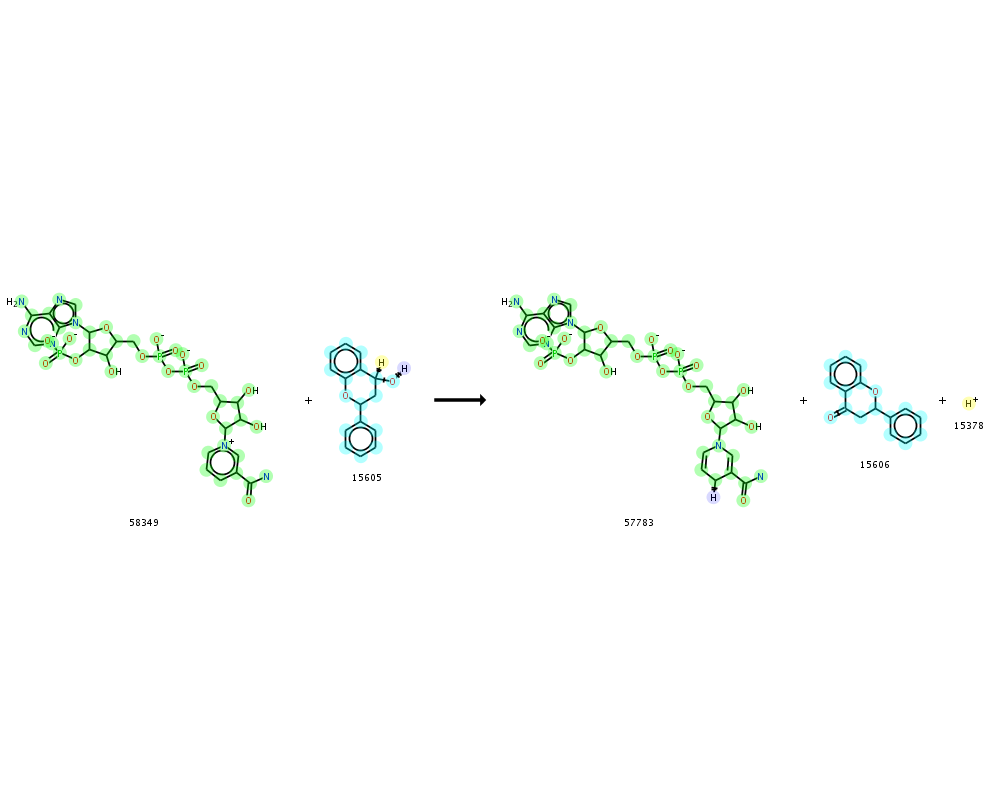 H₂N N N N N O O⁻ O⁻ P O O OH O P O⁻ O O P O⁻ O O O OH OH N⁺ N O
58349
+
H O H O
15605
H₂N N N N N O O⁻ O⁻ P O O OH O P O⁻ O O P O⁻ O O O OH OH N H N O
57783
+
O O
15606
+
H⁺
15378